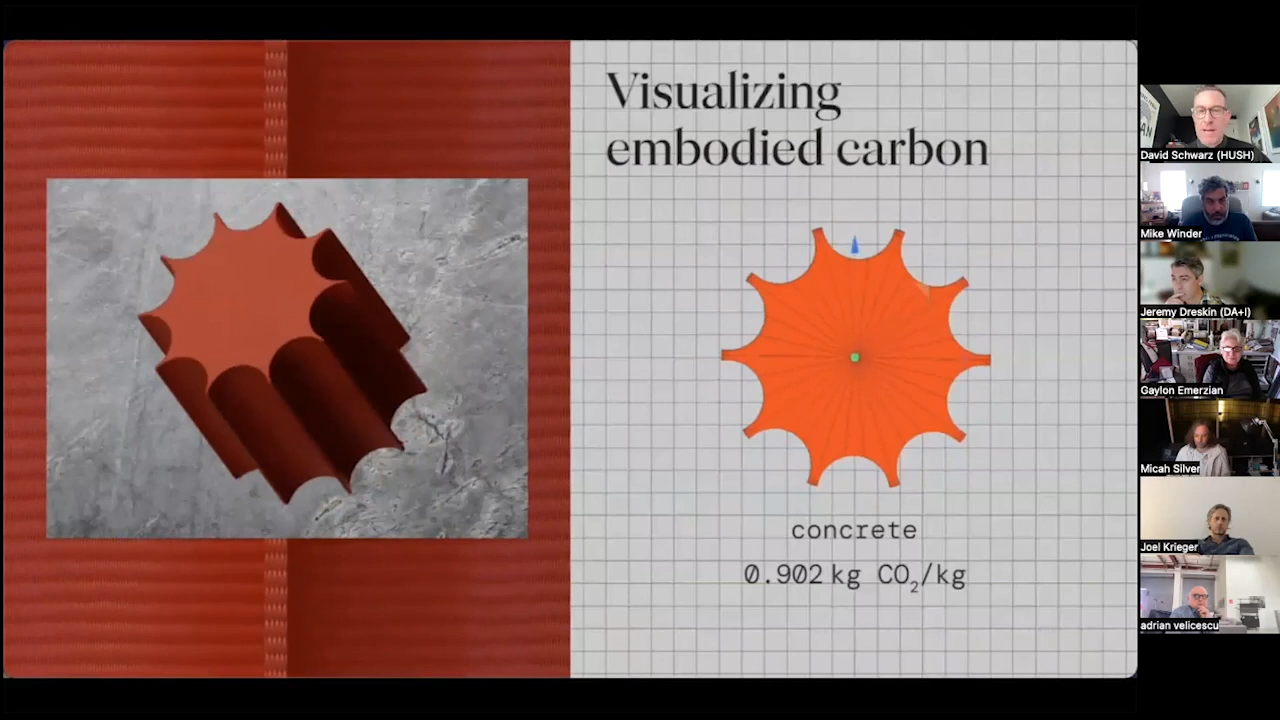 Visualizing
embodied carbon
concrete
0.902 kg CO₂/kg
David Schwarz (HUSH)
Mike Winder
Jeremy Dreskin (DA+I)
Gaylon Emerzian
Micah Silver
Joel Krieger
adrian velicescu